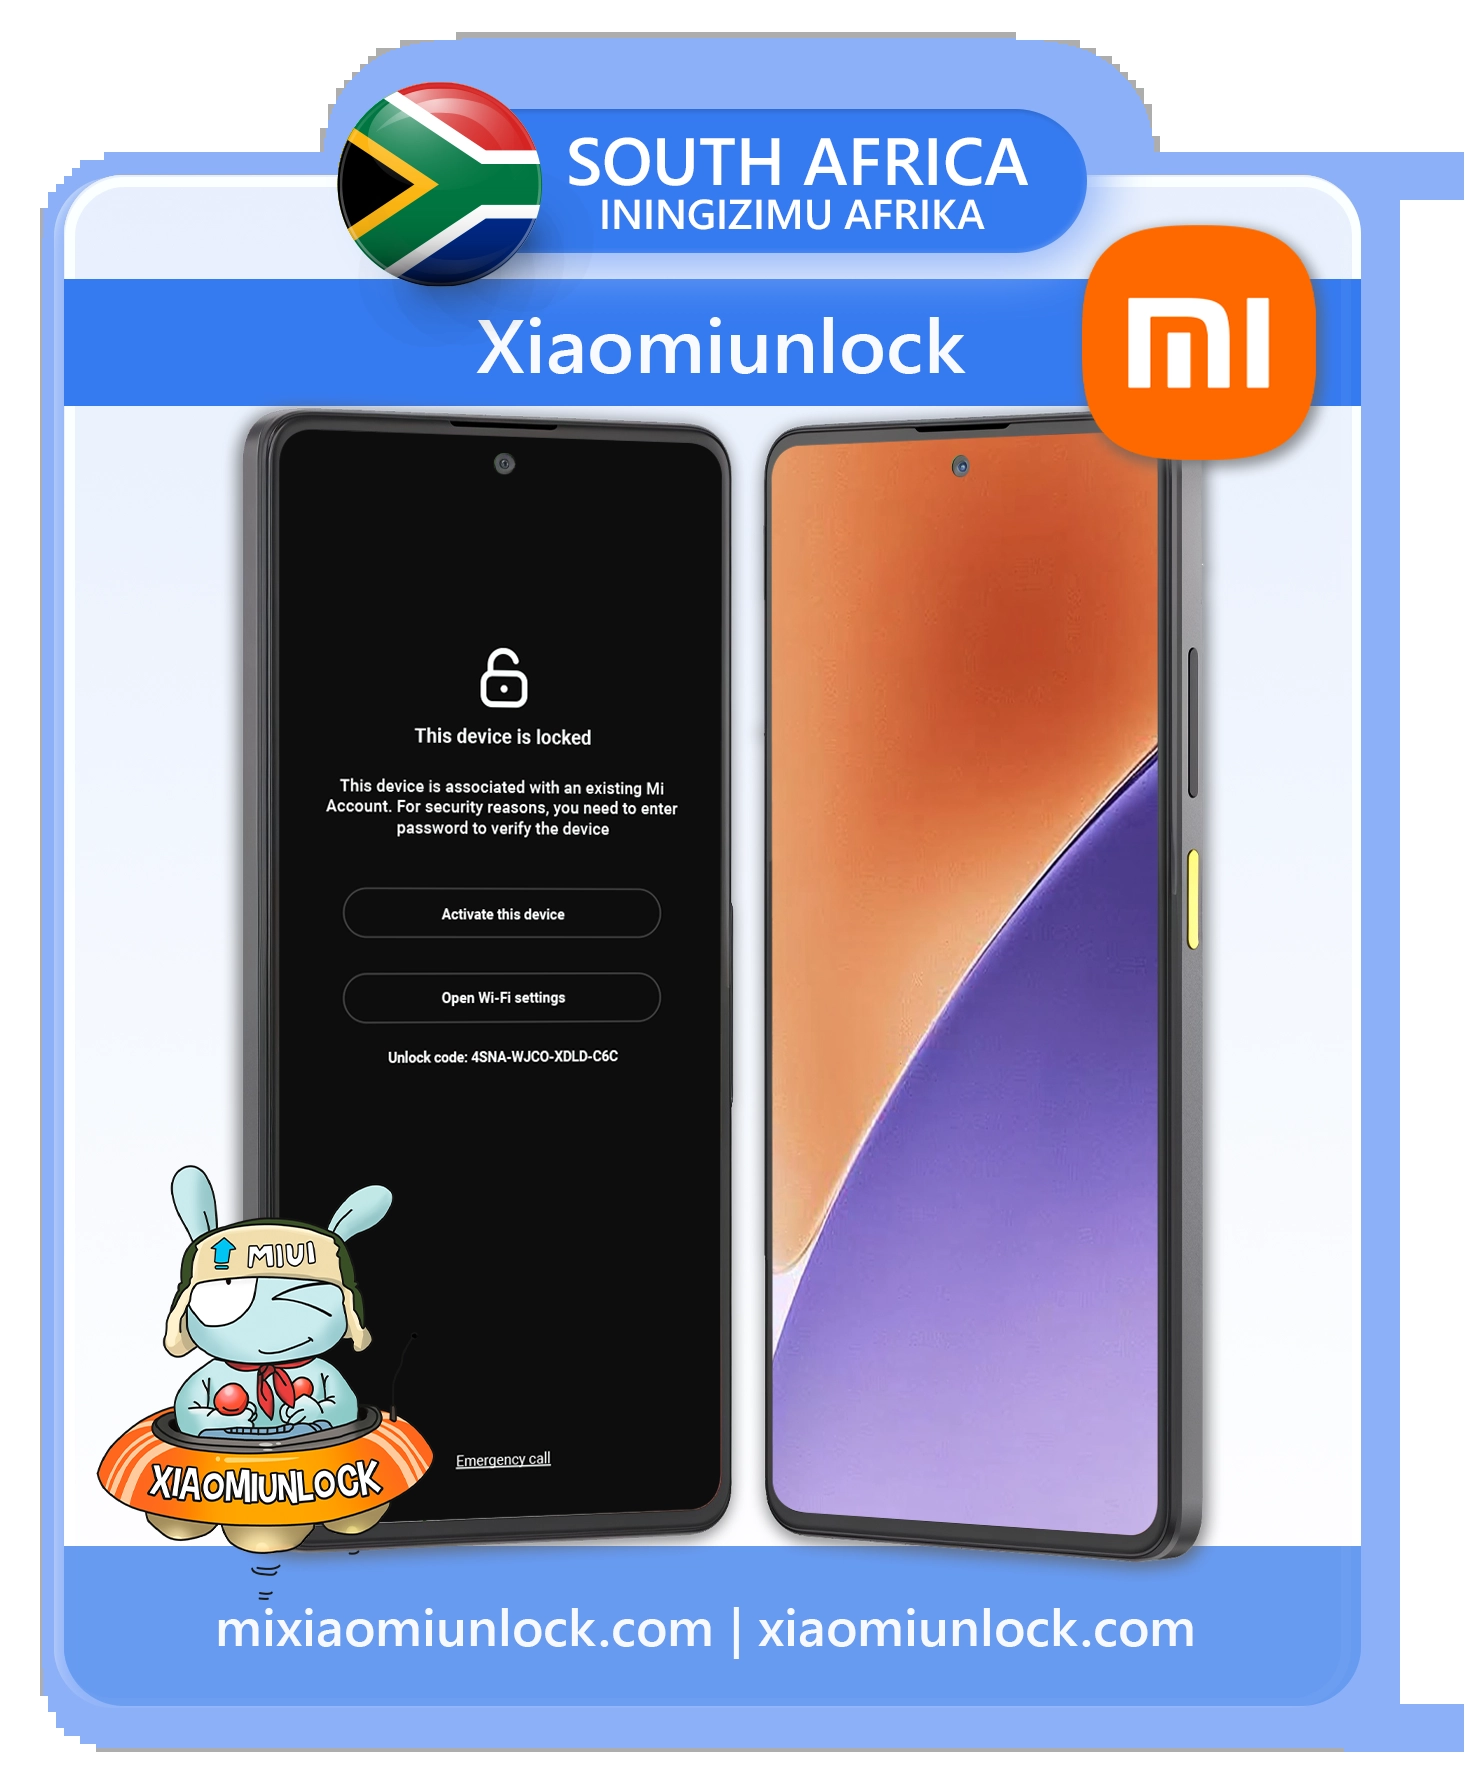 SOUTH AFRICA
ININGIZIMU AFRIKA
Xiaomiunlock
mi
This device is locked
This device is associated with an existing Mi
Account. For security reasons, you need to enter
password to verify the device
Activate this device
Open Wi-Fi settings
Unlock code: 4SNA-WJCO-XDLD-C6C
MIUI
XIAOMIUNLOCK
Emergency call
mixiaomiunlock.com | xiaomiunlock.com